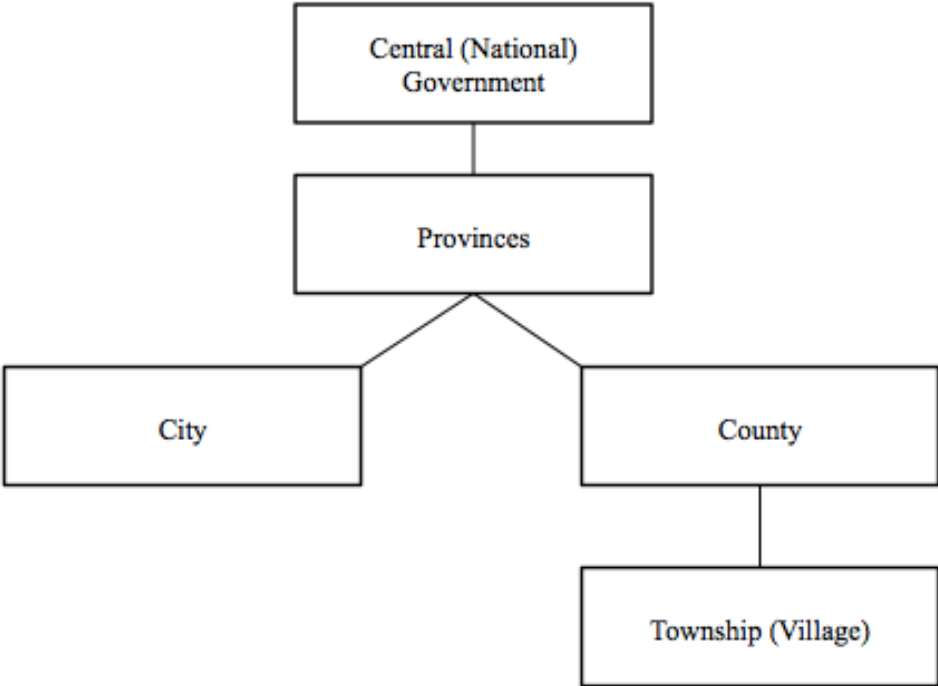 Central (National)
Government
Provinces
City
County
Township (Village)